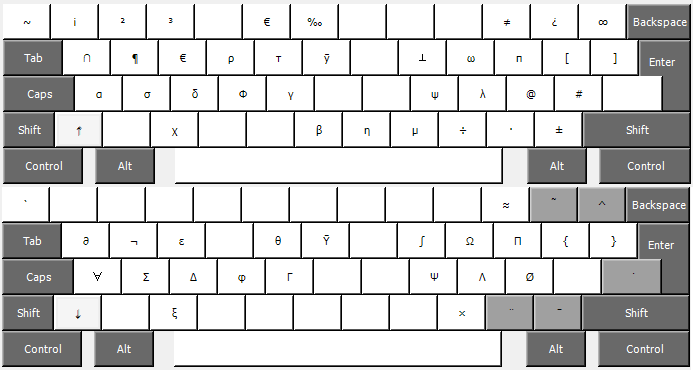 ~ ¡ ² ³ € ‰ ≠ ¿ ∞ Backspace
Tab ∩ ¶ € ρ τ ȳ ⊥ ω π [ ] Enter
Caps α σ δ Φ γ ψ λ @ #
Shift ↑ χ β η μ ÷ · ± Shift
Control Alt Alt Control
` ≈ ˜ ^ Backspace
Tab ∂ ¬ ε θ Ȳ ∫ Ω Π { } Enter
Caps ∀ Σ Δ φ Γ Ψ Λ Ø ˙
Shift ↓ ξ × ¨ ¯ Shift
Control Alt Alt Control